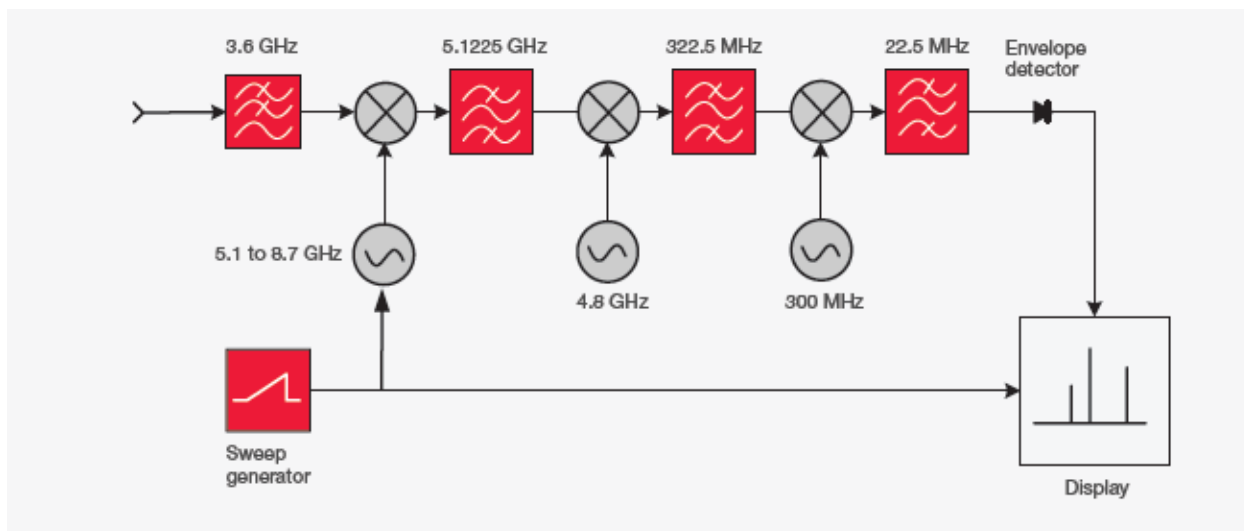 3.6 GHz
5.1225 GHz
322.5 MHz
22.5 MHz
Envelope
detector
5.1 to 8.7 GHz
4.8 GHz
300 MHz
Sweep
generator
Display